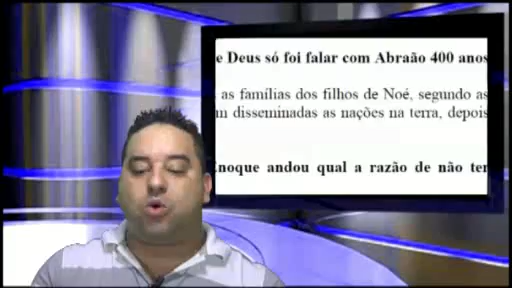 e Deus só foi falar com Abraão 400 anos
as famílias dos filhos de Noé, segundo as
m disseminadas as nações na terra, depois
Enoque andou qual a razão de não ter